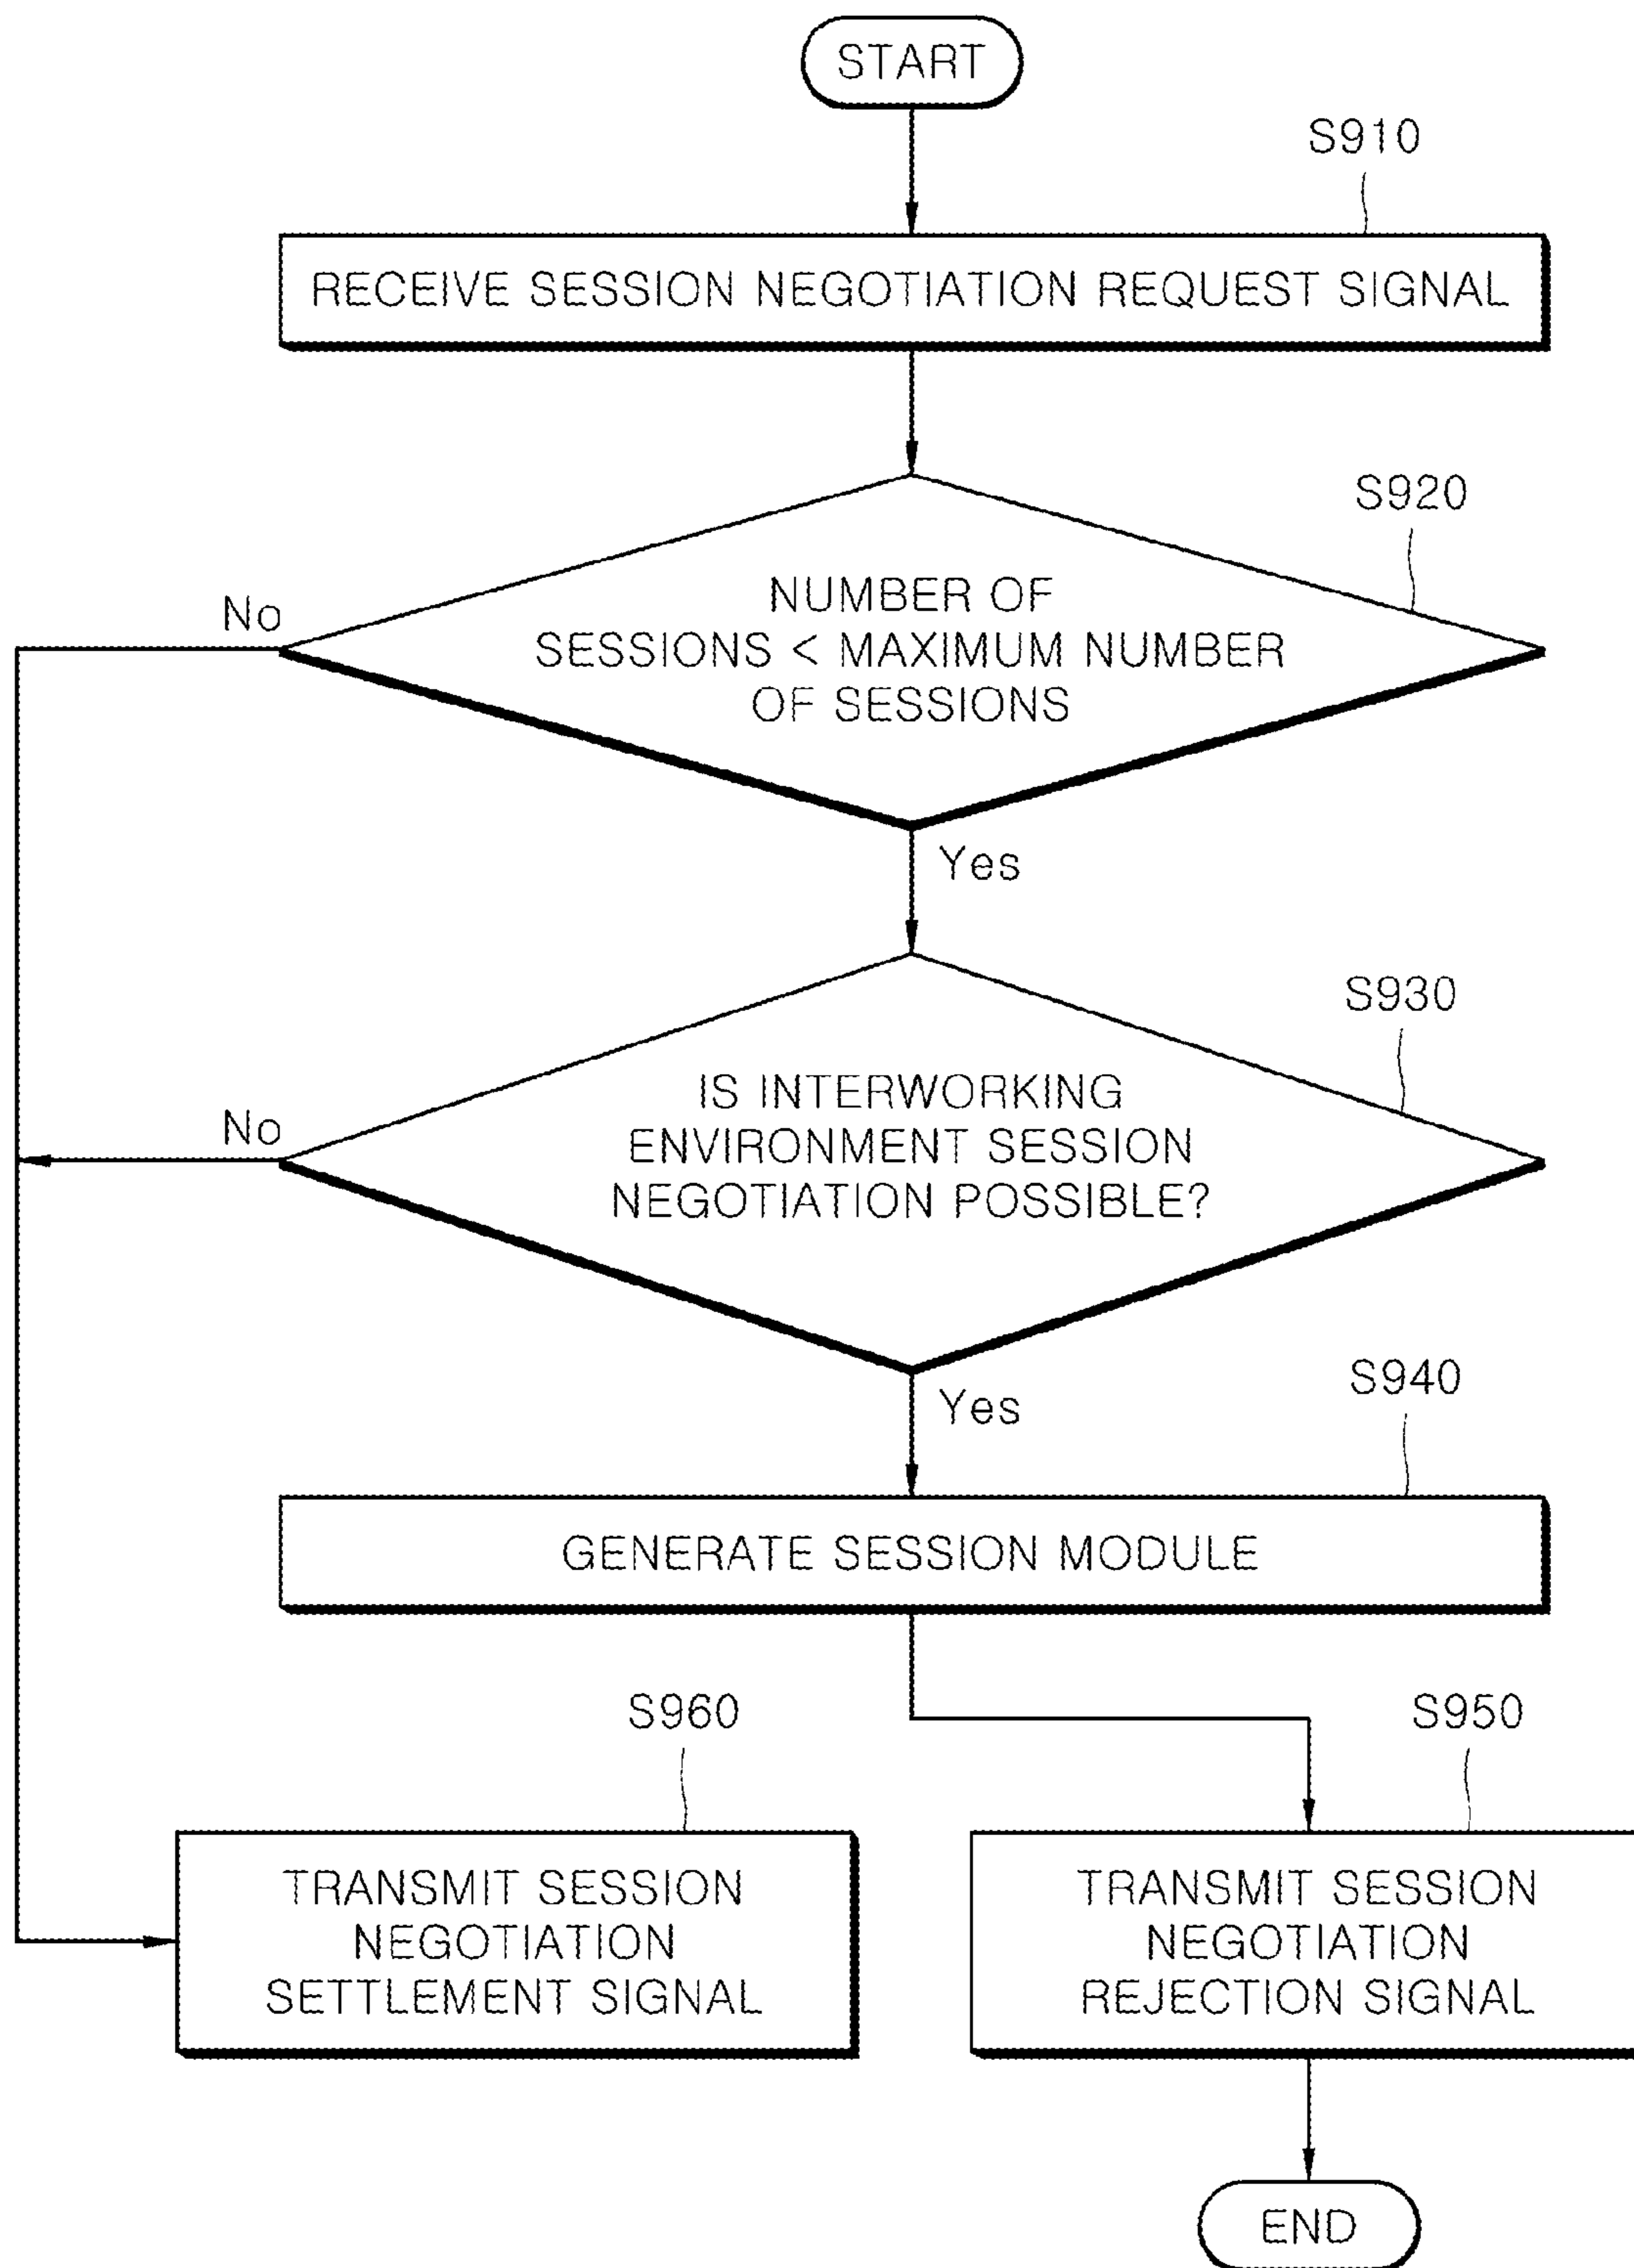 START
S910
RECEIVE SESSION NEGOTIATION REQUEST SIGNAL
S920
NUMBER OF
SESSIONS < MAXIMUM NUMBER
OF SESSIONS
No
Yes
S930
IS INTERWORKING
ENVIRONMENT SESSION
NEGOTIATION POSSIBLE?
No
Yes
S940
GENERATE SESSION MODULE
S960
S950
TRANSMIT SESSION
NEGOTIATION
SETTLEMENT SIGNAL
TRANSMIT SESSION
NEGOTIATION
REJECTION SIGNAL
END